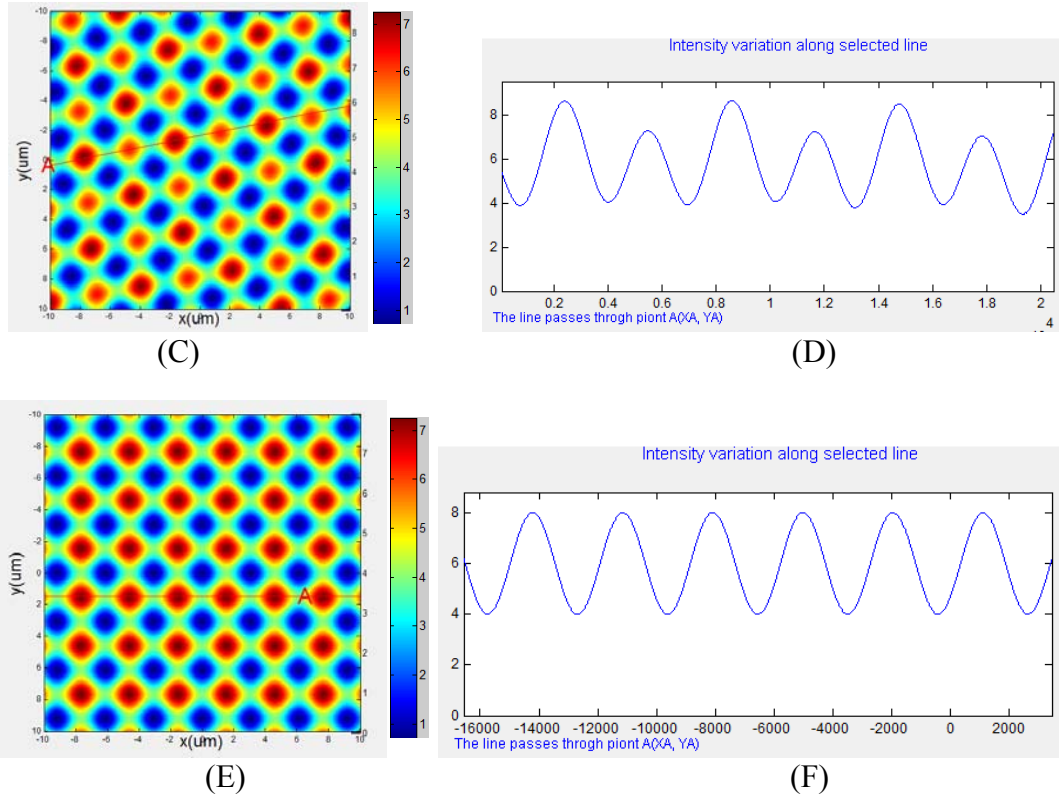 -10 -8 -6 -4 -2 0 2 4 6 8 10
y(um)
A
8 7 6 5 4 3 2 1
-10 -8 -6 -4 -2 0 2 4 6 8 10
x(um)
7 6 5 4 3 2 1
(C)
Intensity variation along selected line
8 6 4 2 0
0.2 0.4 0.6 0.8 1 1.2 1.4 1.6 1.8 2
4
The line passes throgh piont A(XA, YA)
(D)
-10 -8 -6 -4 -2 0 2 4 6 8 10
y(um)
A
7 6 5 4 3 2 1 0
-10 -8 -6 -4 -2 0 2 4 6 8 10
x(um)
7 6 5 4 3 2 1
(E)
Intensity variation along selected line
8 6 4 2 0
-16000 -14000 -12000 -10000 -8000 -6000 -4000 -2000 0 2000
The line passes throgh piont A(XA, YA)
(F)